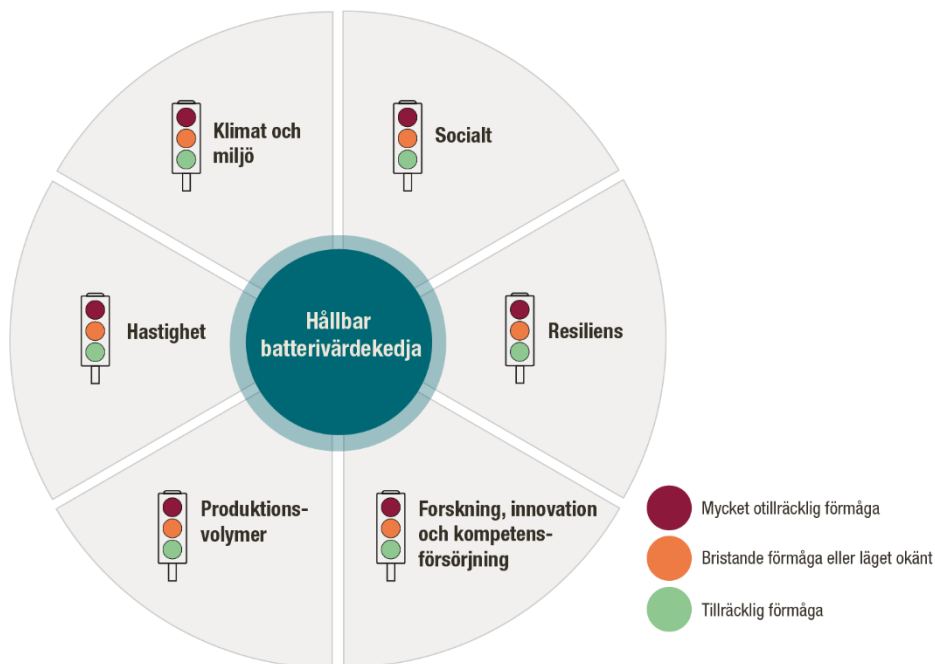 Klimat och
miljö
Socialt
Hastighet
Hållbar
batterivärdekedja
Resiliens
Produktions-
volymer
Forskning, innovation
och kompetens-
försörjning
Mycket otillräcklig förmåga
Bristande förmåga eller läget okänt
Tillräcklig förmåga